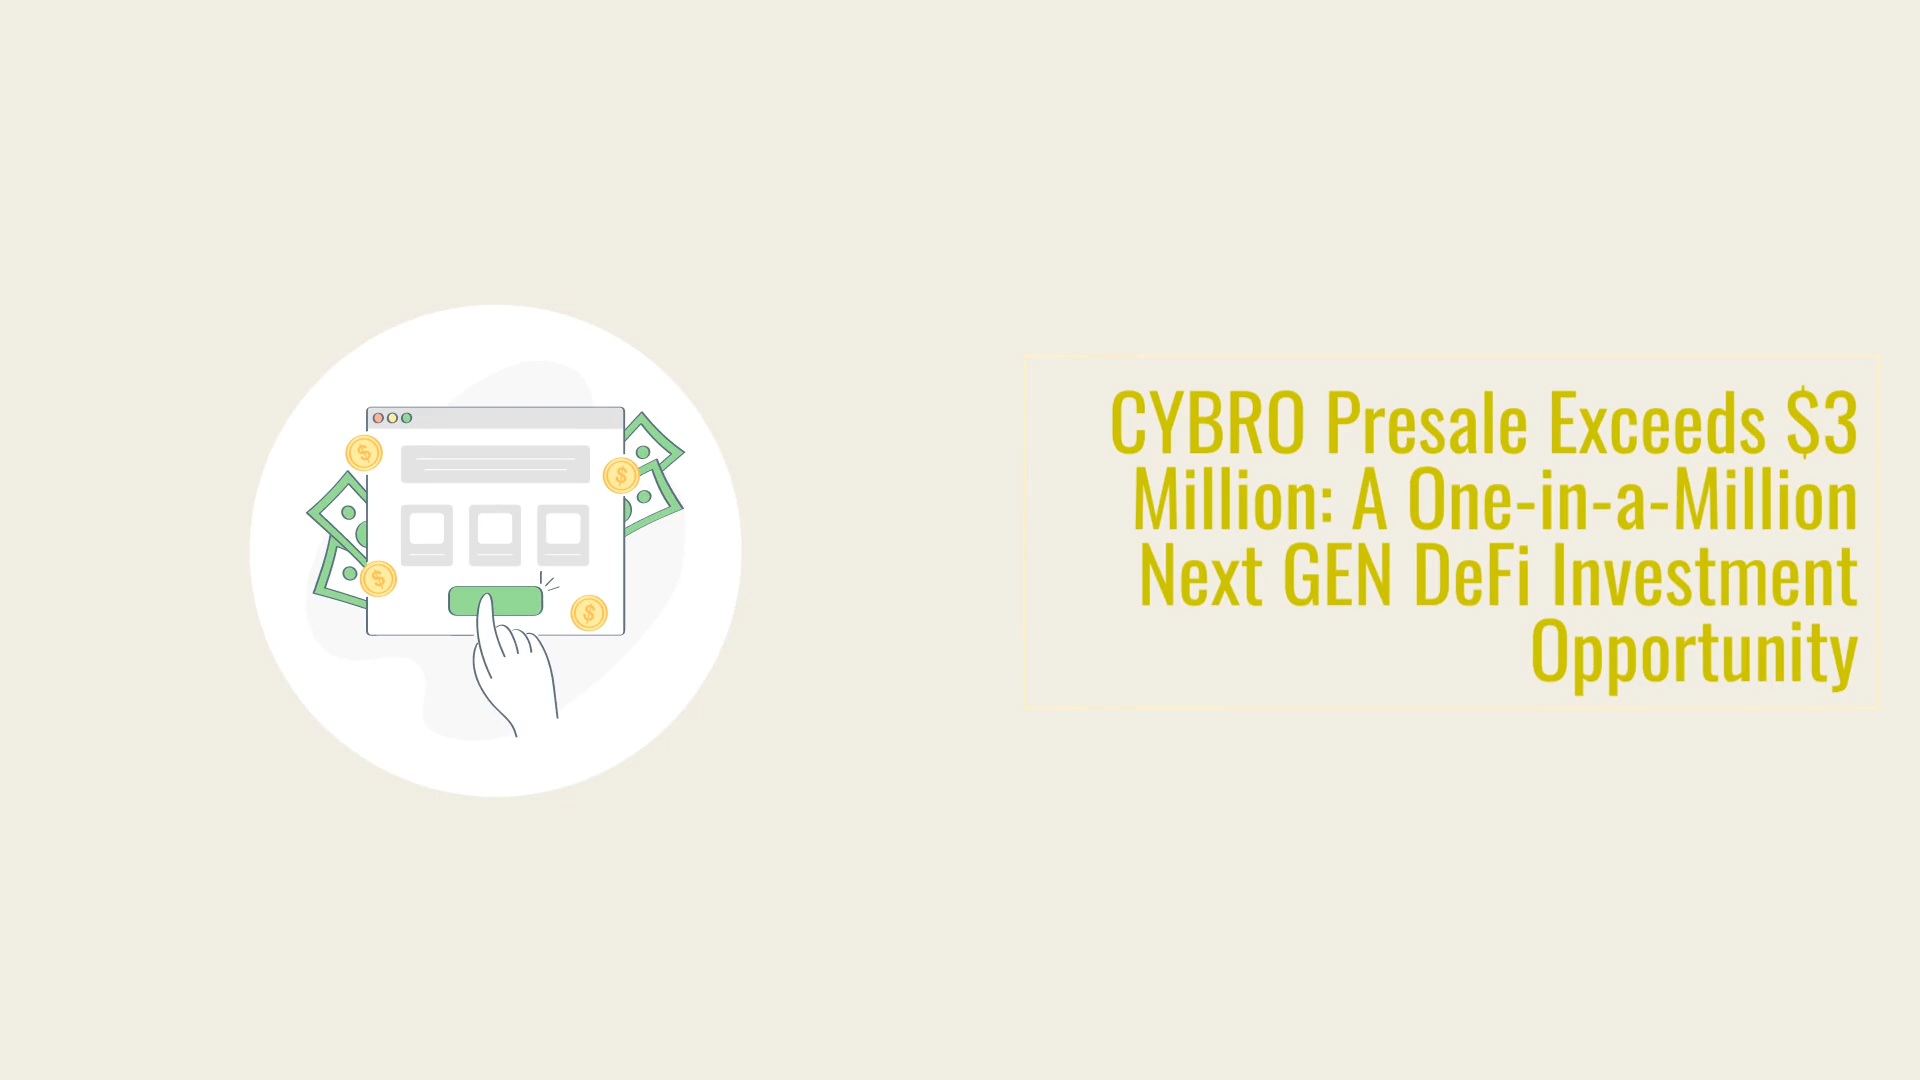 CYBRO Presale Exceeds $3
Million: A One-in-a-Million
Next GEN DeFi Investment
Opportunity